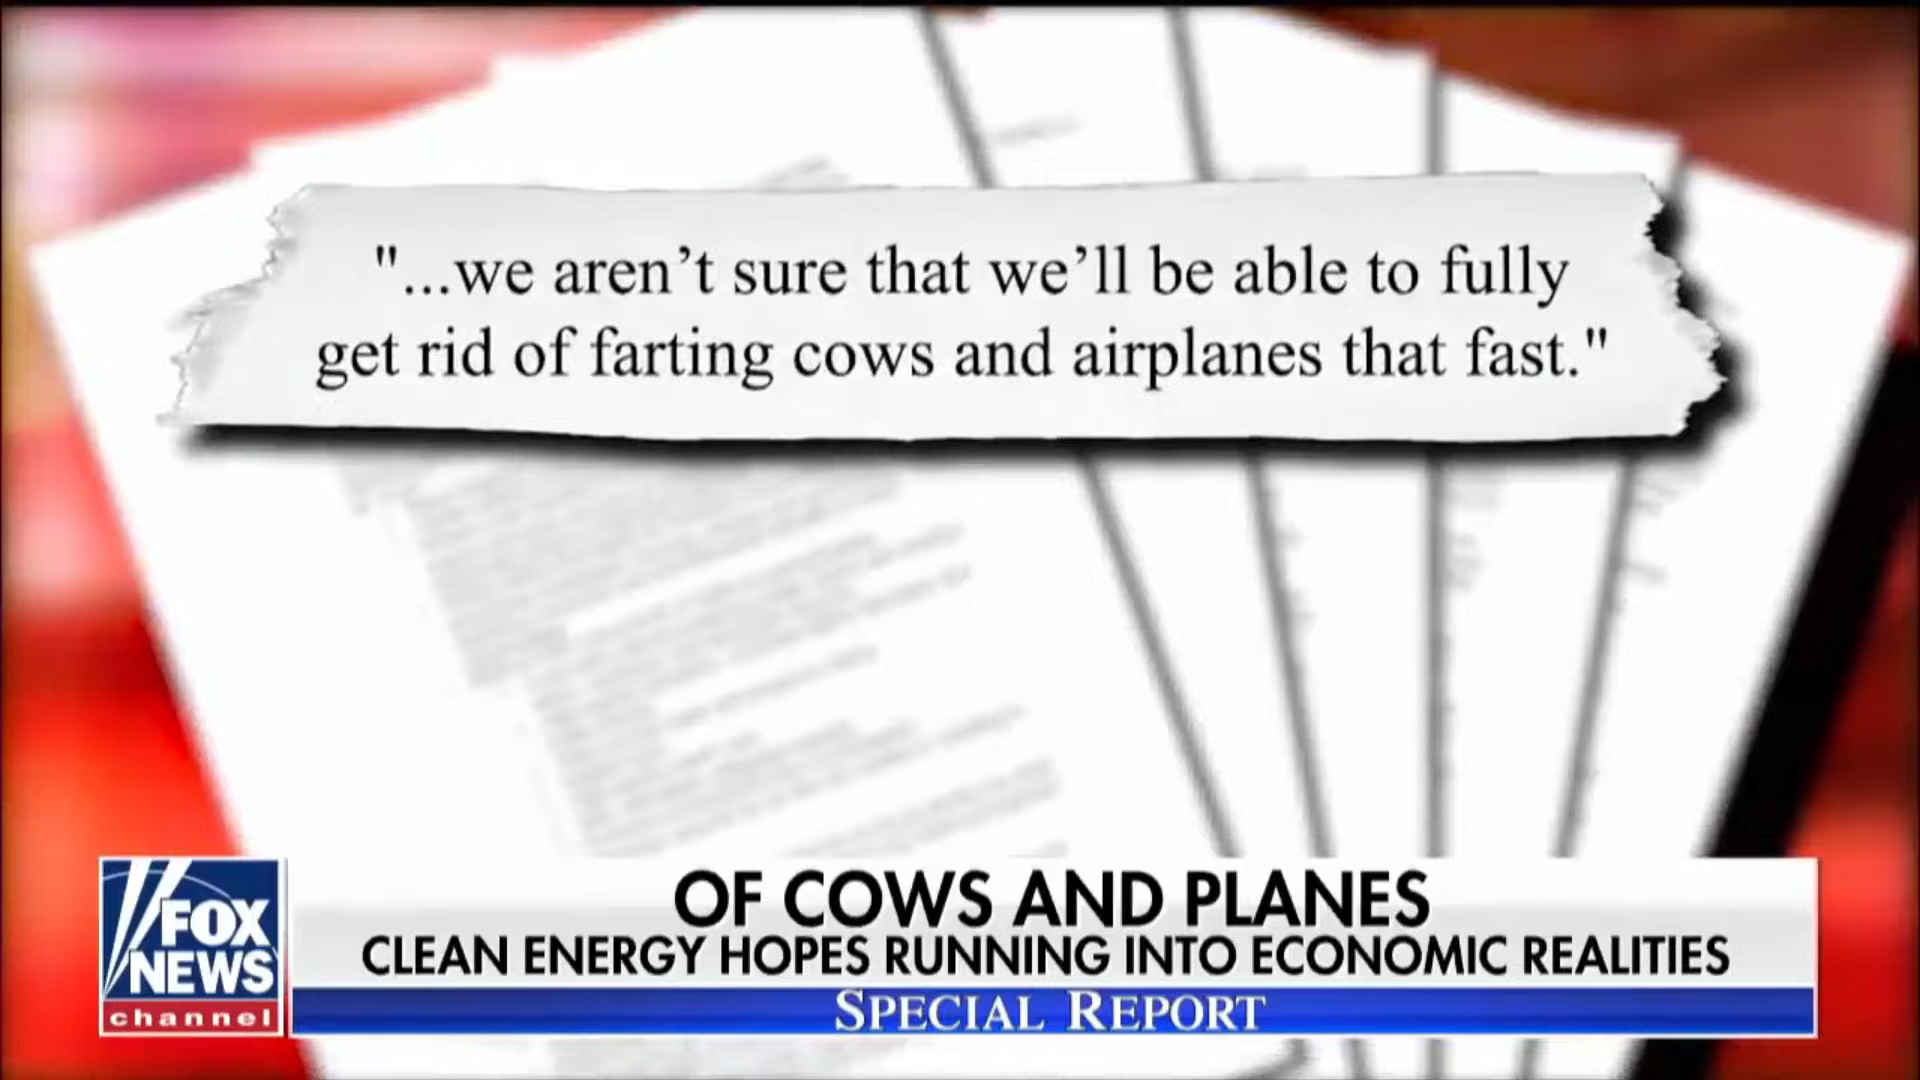 "...we aren’t sure that we’ll be able to fully
get rid of farting cows and airplanes that fast."
OF COWS AND PLANES
CLEAN ENERGY HOPES RUNNING INTO ECONOMIC REALITIES
SPECIAL REPORT
FOX
NEWS
channel